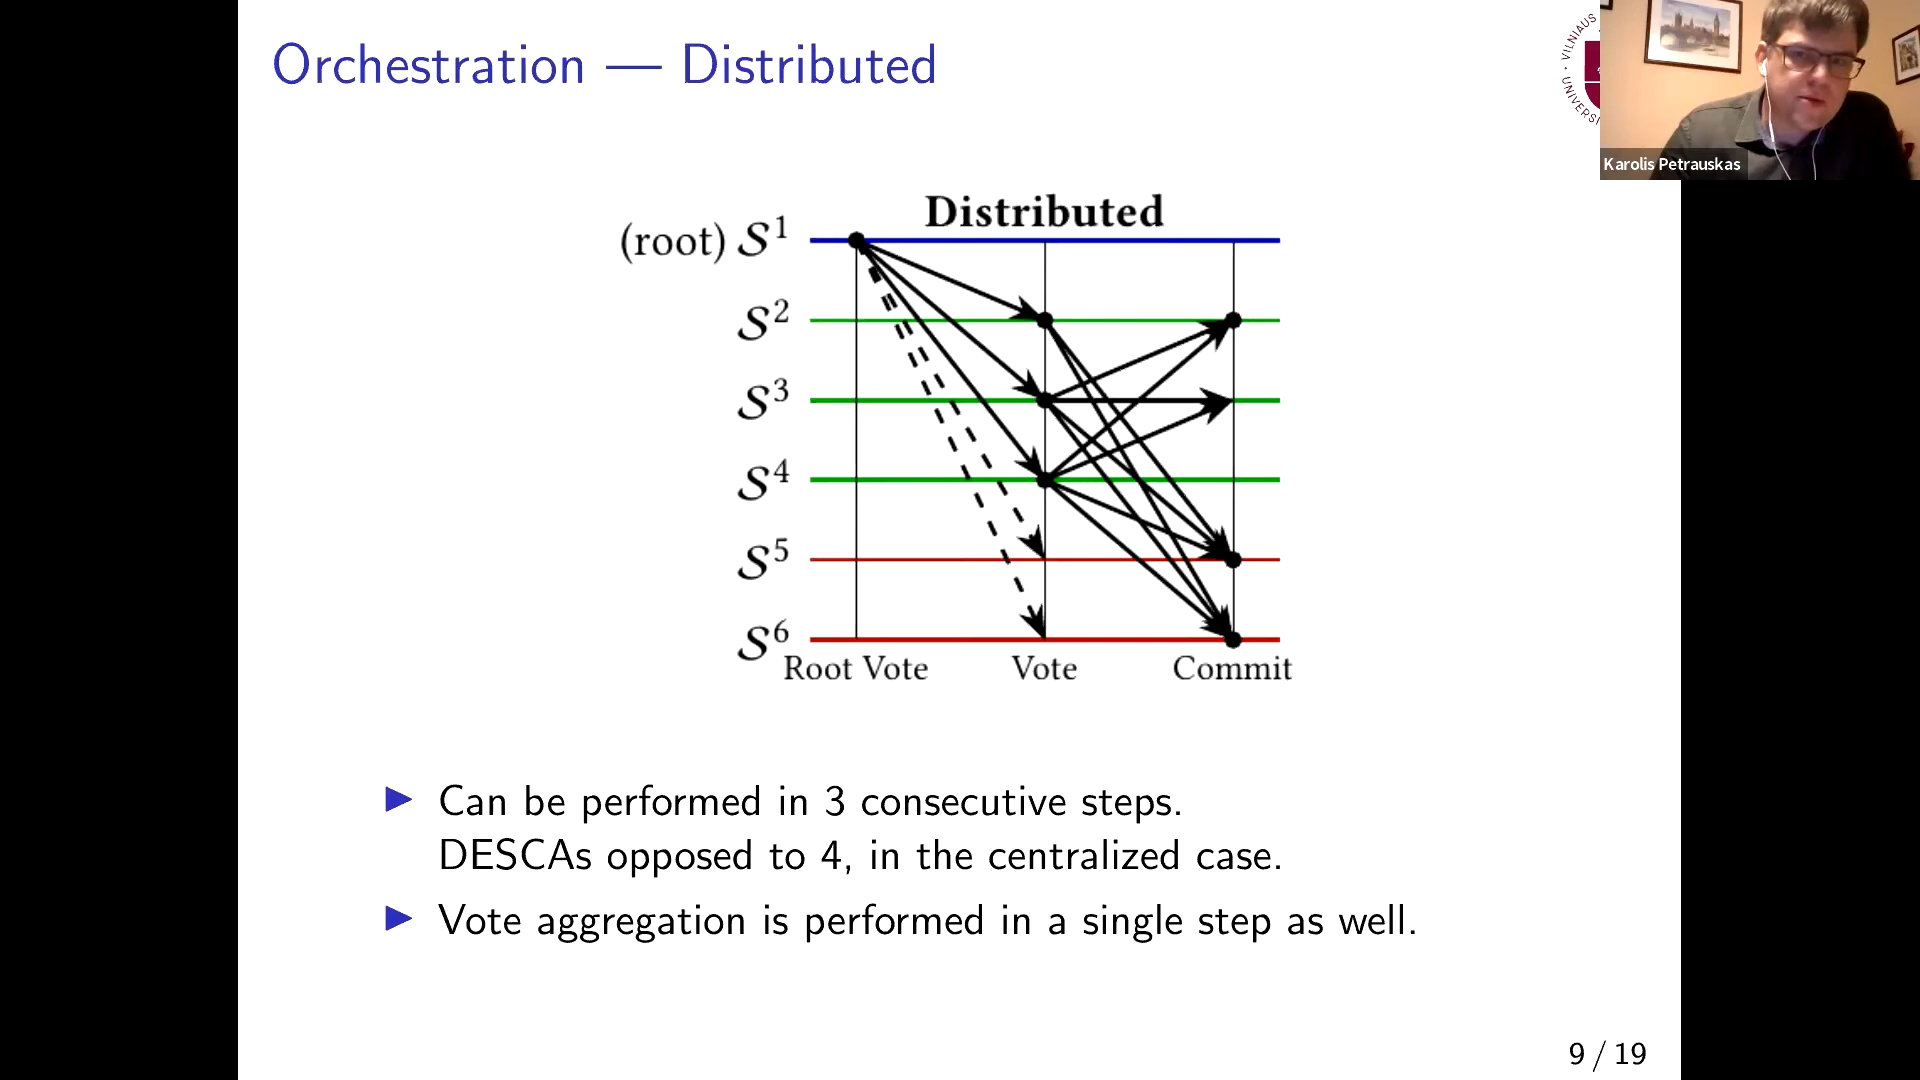 Orchestration — Distributed
VILNIAUS
UNIVERSI
Karolis Petrauskas
Distributed
(root) S¹
S²
S³
S⁴
S⁵
S⁶
Root Vote Vote Commit
Can be performed in 3 consecutive steps.
DESCAs opposed to 4, in the centralized case.
Vote aggregation is performed in a single step as well.
9 / 19